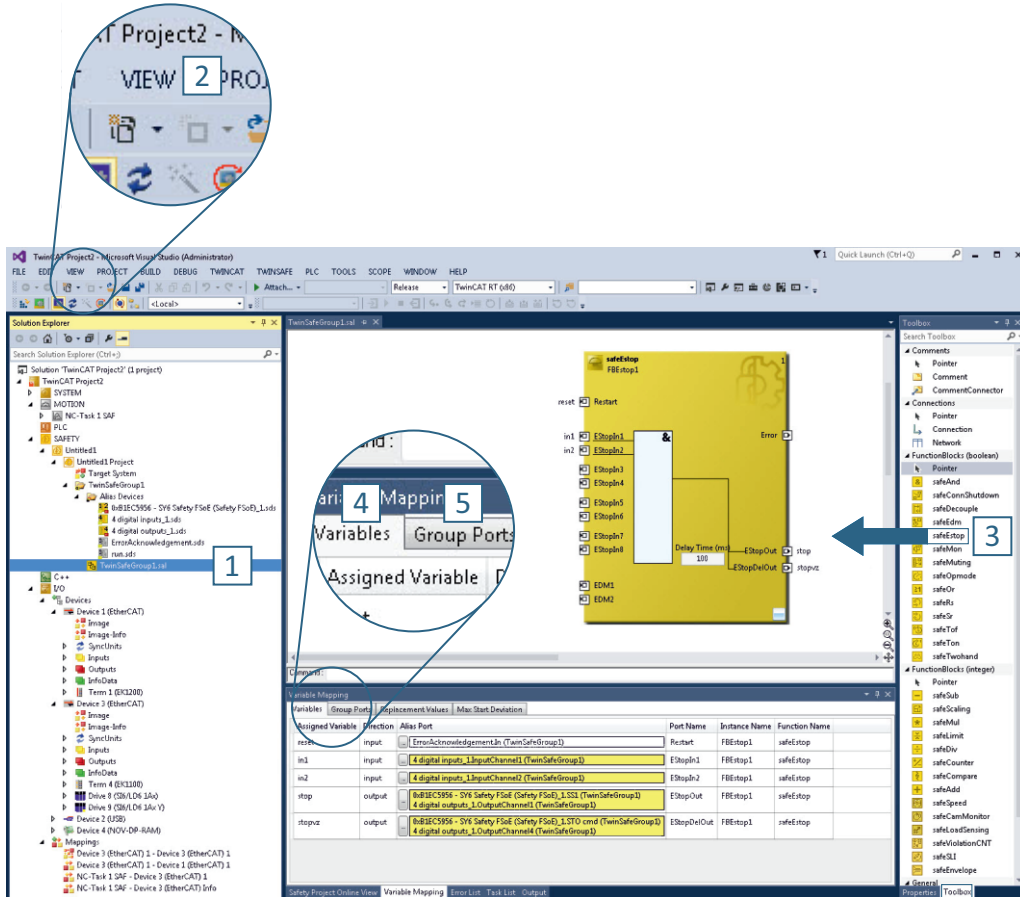 AT Project2 - M
VIEW
2
PROJ
TwinCAT Project2 - Microsoft Visual Studio (Administrator)
1
Quick Launch (Ctrl+Q)
FILE EDIT VIEW PROJECT BUILD DEBUG TWINCAT TWINSAFE PLC TOOLS SCOPE WINDOW HELP
Attach...
Release
TwinCAT RT (x86)
<Local>
Solution Explorer
Search Solution Explorer (Ctrl+;)
Solution 'TwinCAT Project2' (1 project)
TwinCAT Project2
SYSTEM
MOTION
NC-Task 1 SAF
PLC
SAFETY
Untitled1
Untitled1 Project
Target System
TwinSafeGroup1
Alias Devices
0xB1EC5956 - SY6 Safety FSoE (Safety FSoE)_1.sds
4 digital inputs_1.sds
4 digital outputs_1.sds
ErrorAcknowledgement.sds
run.sds
TwinSafeGroup1.sal
1
C++
I/O
Devices
Device 1 (EtherCAT)
Image
Image-Info
SyncUnits
Inputs
Outputs
InfoData
Term 1 (EK1200)
Device 3 (EtherCAT)
Image
Image-Info
SyncUnits
Inputs
Outputs
InfoData
Term 4 (EK1100)
Drive 8 (SI6/LD6 1Ax)
Drive 9 (SI6/LD6 1Ax V)
Device 2 (USB)
Device 4 (NOV-DP-RAM)
Mappings
Device 3 (EtherCAT) 1 - Device 3 (EtherCAT) 1
Device 3 (EtherCAT) 1 - Device 1 (EtherCAT) 1
NC-Task 1 SAF - Device 3 (EtherCAT) 1
NC-Task 1 SAF - Device 3 (EtherCAT) Info
TwinSafeGroup1.sal
safeEstop
FBEstop1
1
reset Restart
in1 EStopIn1 & Error
in2 EStopIn2
EStopIn3
EStopIn4
EStopIn5
EStopIn6
EStopIn7
EStopIn8
Delay Time (ms)
100
EStopOut stop
EStopDelOut stopvz
EDM1
EDM2
and :
4
Mappin
5
Variables
Group Ports
Assigned Variable
Command:
Variable Mapping
Variables Group Ports Replacement Values Max Start Deviation
Assigned Variable Direction Alias Port Port Name Instance Name Function Name
reset input ErrorAcknowledgement.In (TwinSafeGroup1) Restart FBEstop1 safeEstop
in1 input 4 digital inputs_1.InputChannel1 (TwinSafeGroup1) EStopIn1 FBEstop1 safeEstop
in2 input 4 digital inputs_1.InputChannel2 (TwinSafeGroup1) EStopIn2 FBEstop1 safeEstop
stop output 0xB1EC5956 - SY6 Safety FSoE (Safety FSoE)_1.SS1 (TwinSafeGroup1) EStopOut FBEstop1 safeEstop
4 digital outputs_1.OutputChannel1 (TwinSafeGroup1)
stopvz output 0xB1EC5956 - SY6 Safety FSoE (Safety FSoE)_1.STO cmd (TwinSafeGroup1) EStopDelOut FBEstop1 safeEstop
4 digital outputs_1.OutputChannel4 (TwinSafeGroup1)
Safety Project Online View Variable Mapping Error List Task List Output
Toolbox
Search Toolbox
Comments
Pointer
Comment
CommentConnector
Connections
Pointer
Connection
Network
FunctionBlocks (boolean)
Pointer
safeAnd
safeConnShutdown
safeDecouple
safeEdm
safeEstop
3
safeMon
safeMuting
safeOpmode
safeOr
safeRs
safeSr
safeTof
safeTon
safeTwohand
FunctionBlocks (integer)
Pointer
safeSub
safeScaling
safeMul
safeLimit
safeDiv
safeCounter
safeCompare
safeAdd
safeSpeed
safeCamMonitor
safeLoadSensing
safeViolationCNT
safeSLI
safeEnvelope
General
Properties Toolbox